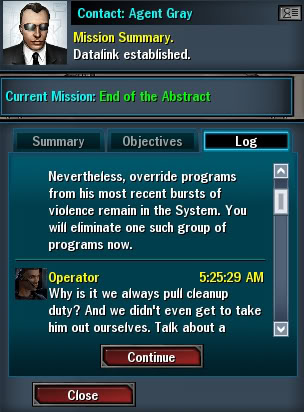 Contact: Agent Gray
Mission Summary.
Datalink established.
Current Mission: End of the Abstract
Summary
Objectives
Log
Nevertheless, override programs
from his most recent bursts of
violence remain in the System. You
will eliminate one such group of
programs now.
Operator 5:25:29 AM
Why is it we always pull cleanup
duty? And we didn't even get to take
him out ourselves. Talk about a
Continue
Close